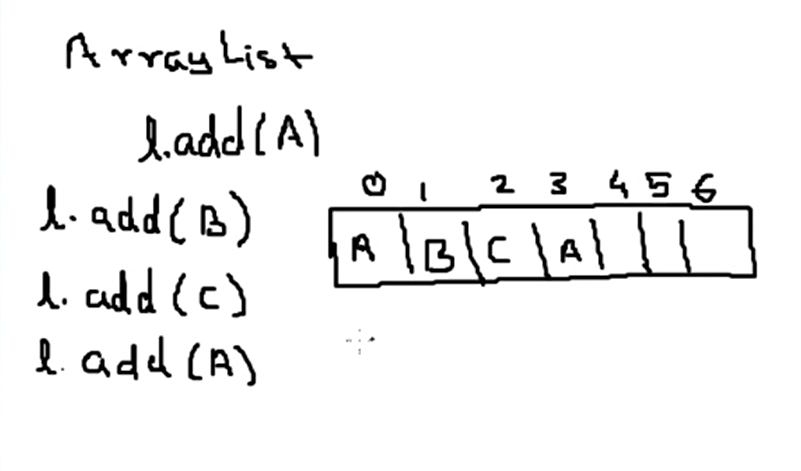 ArrayList
l.add(A)
l.add(B)
l.add(C)
l.add(A)
0 1 2 3 4 5 6
A B C A